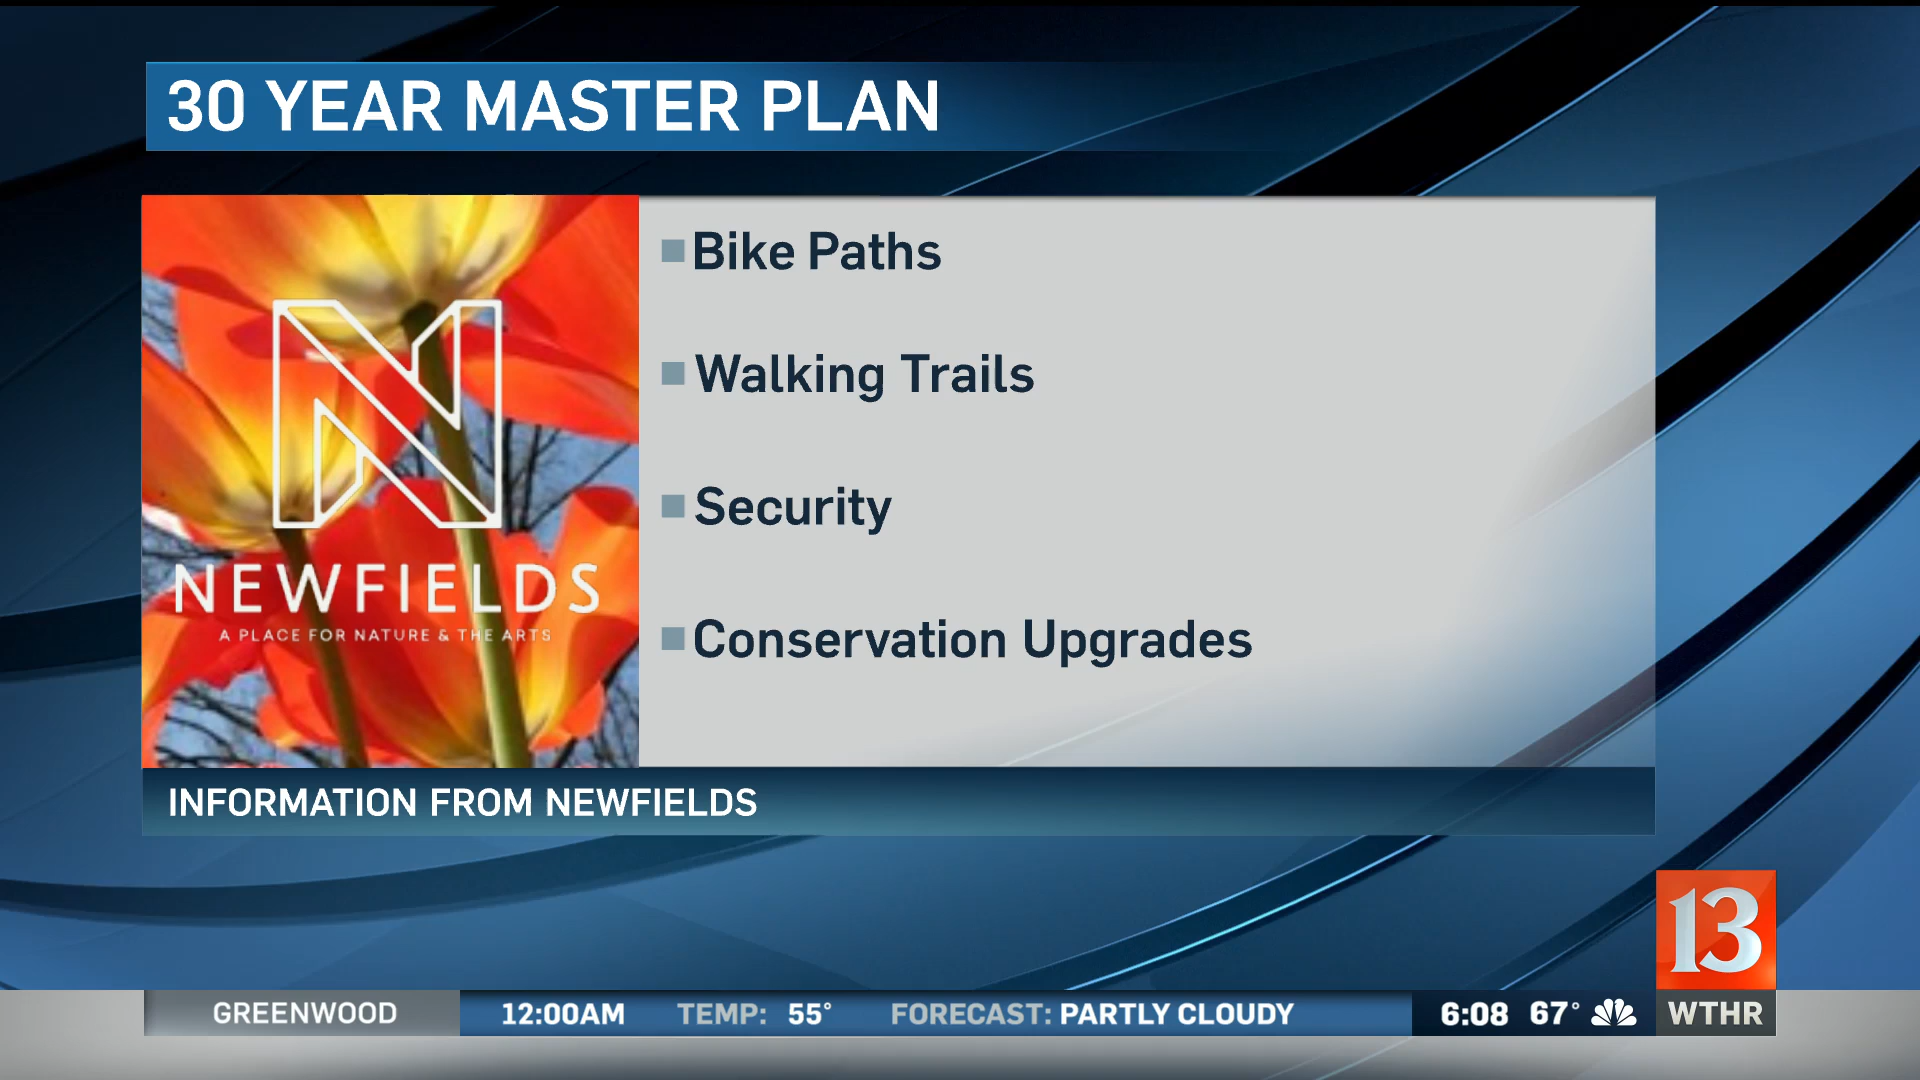 30 YEAR MASTER PLAN
Bike Paths
Walking Trails
Security
Conservation Upgrades
N
NEWFIELDS
A PLACE FOR NATURE & THE ARTS
INFORMATION FROM NEWFIELDS
13
WTHR
GREENWOOD 12:00AM TEMP: 55° FORECAST: PARTLY CLOUDY 6:08 67°